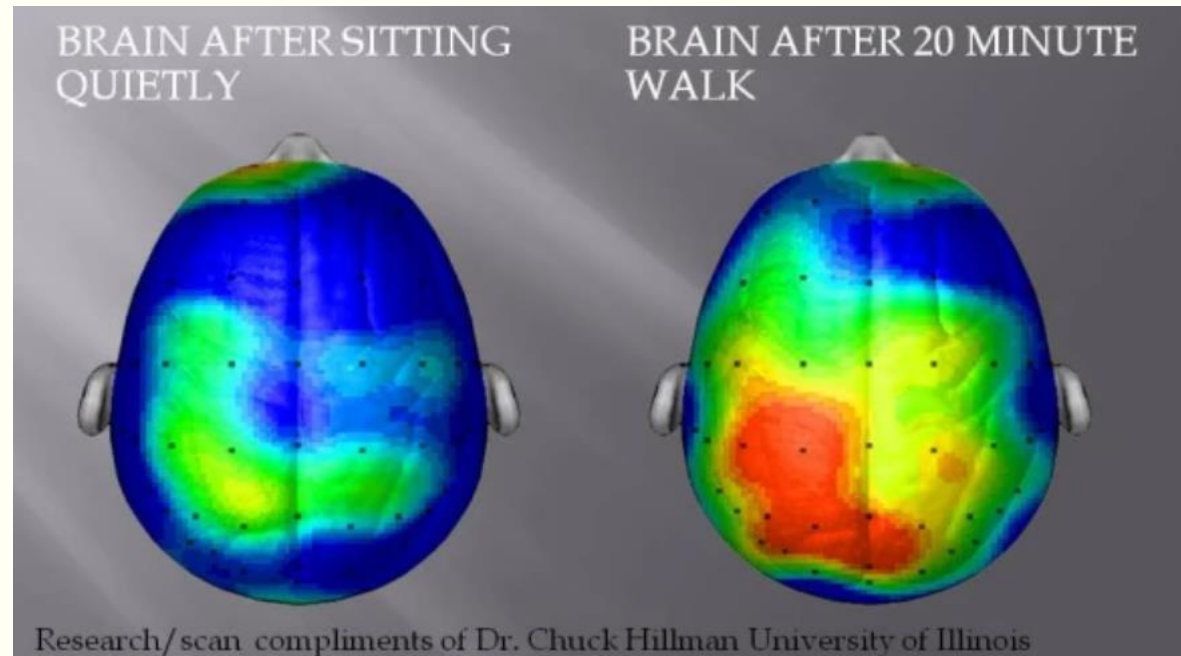 BRAIN AFTER SITTING
QUIETLY
BRAIN AFTER 20 MINUTE
WALK
Research/scan compliments of Dr. Chuck Hillman University of Illinois